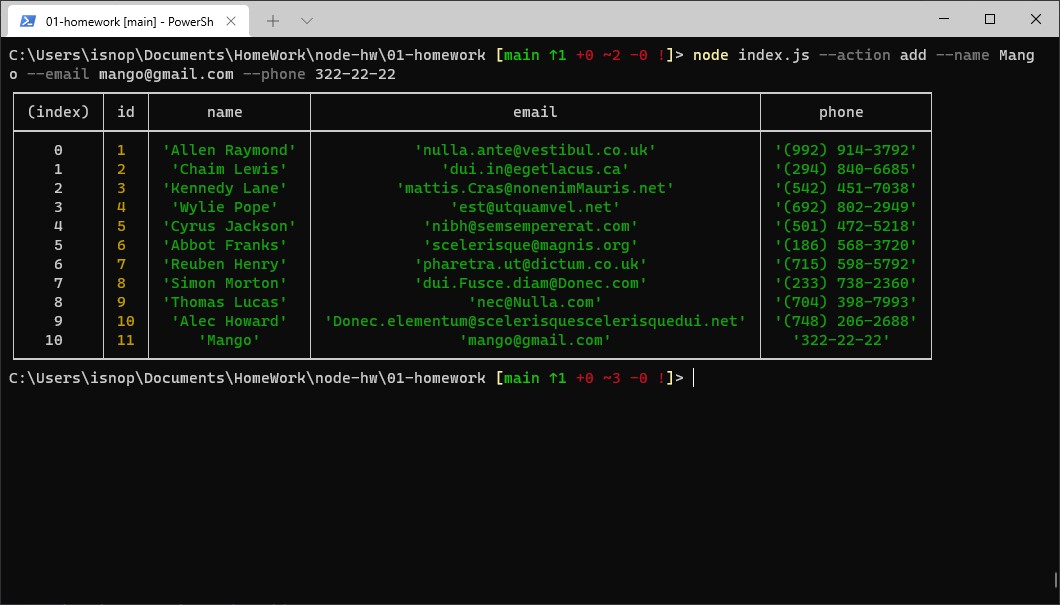 01-homework [main] - PowerSh
C:\Users\isnop\Documents\HomeWork\node-hw\01-homework [main ↑1 +0 ~2 -0 !]> node index.js --action add --name Mang
o --email mango@gmail.com --phone 322-22-22
(index) id name email phone
0 1 'Allen Raymond' 'nulla.ante@vestibul.co.uk' '(992) 914-3792'
1 2 'Chaim Lewis' 'dui.in@egetlacus.ca' '(294) 840-6685'
2 3 'Kennedy Lane' 'mattis.Cras@nonenimMauris.net' '(542) 451-7038'
3 4 'Wylie Pope' 'est@utquamvel.net' '(692) 802-2949'
4 5 'Cyrus Jackson' 'nibh@semsempererat.com' '(501) 472-5218'
5 6 'Abbot Franks' 'scelerisque@magnis.org' '(186) 568-3720'
6 7 'Reuben Henry' 'pharetra.ut@dictum.co.uk' '(715) 598-5792'
7 8 'Simon Morton' 'dui.Fusce.diam@Donec.com' '(233) 738-2360'
8 9 'Thomas Lucas' 'nec@Nulla.com' '(704) 398-7993'
9 10 'Alec Howard' 'Donec.elementum@scelerisquescelerisquedui.net' '(748) 206-2688'
10 11 'Mango' 'mango@gmail.com' '322-22-22'
C:\Users\isnop\Documents\HomeWork\node-hw\01-homework [main ↑1 +0 ~3 -0 !]>